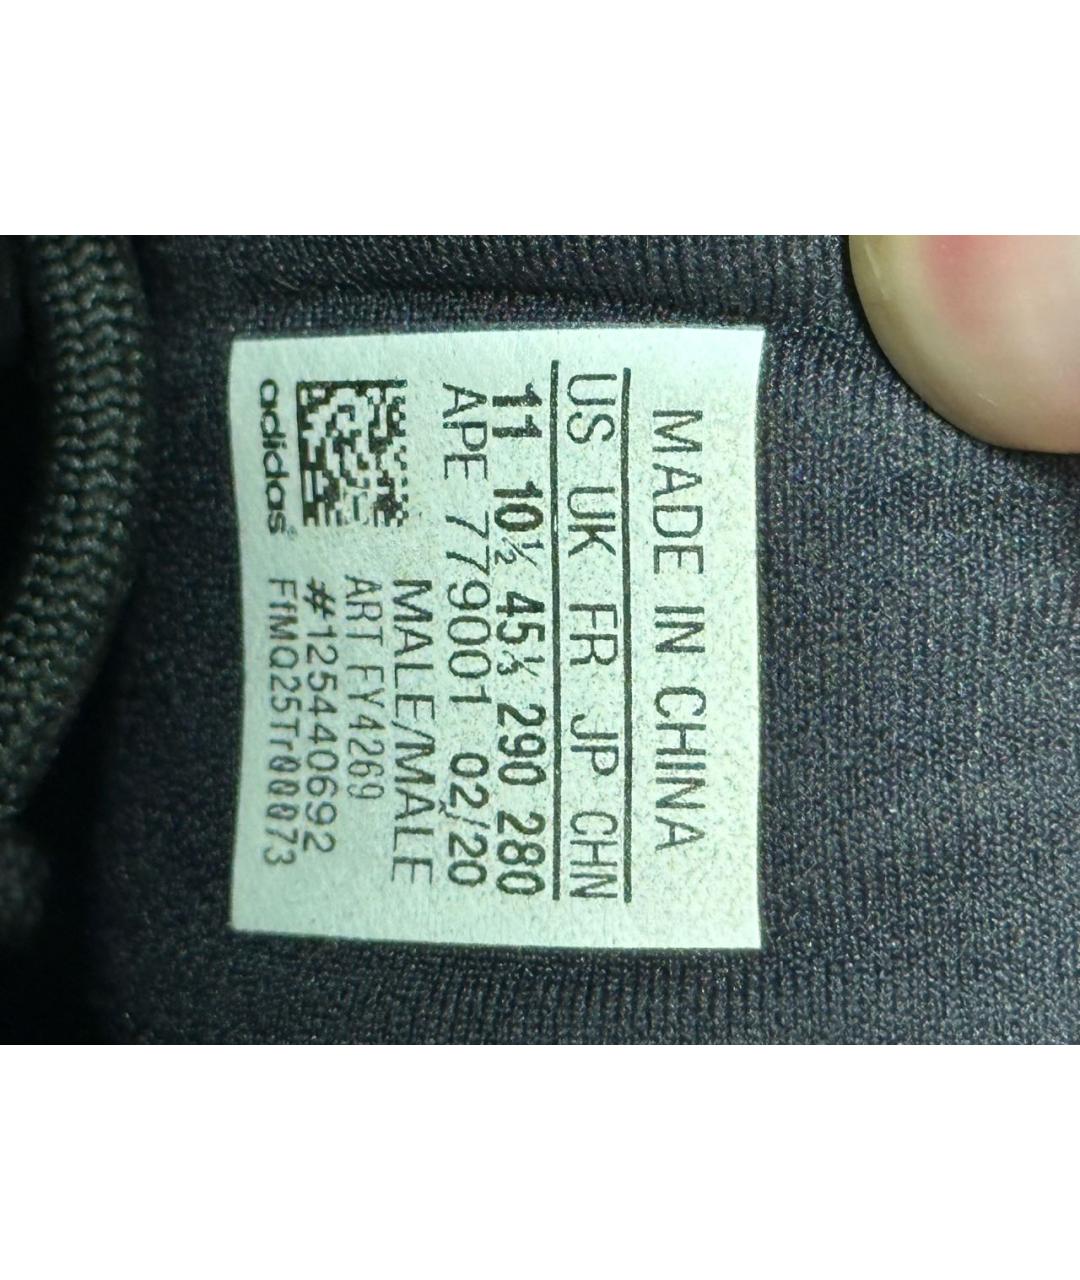 MADE IN CHINA
US UK FR JP CHN
11 10½ 45⅓ 290 280
APE 779001 02/20
MALE/MALE
ART FY4269
#125440692
FfMQ25Tr00073
adidas